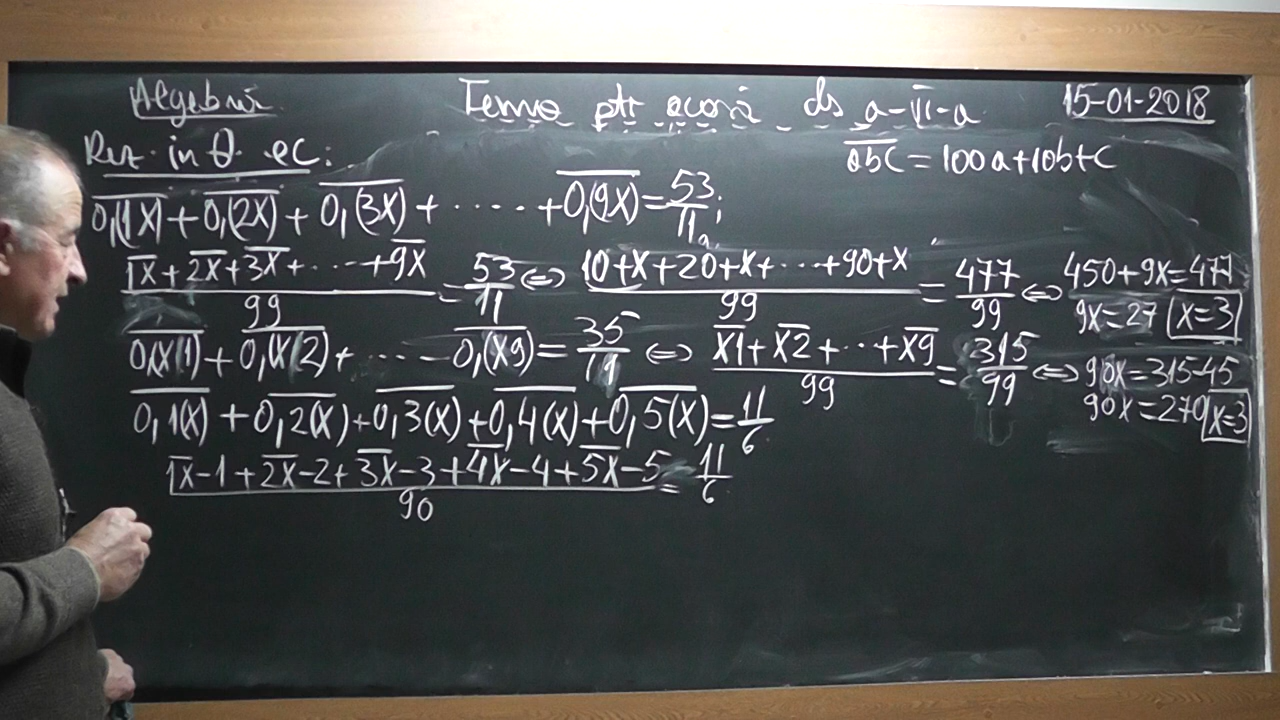 Algebră Temă ptr acasă cls a-VI-a 15-01-2018
Rez. in Q ec:
abc = 100a+10b+c
0,(1x) + 0,(2x) + 0,(3x) + ..... + 0,(9x) = 53/11;
1x + 2x + 3x + ... + 9x / 99 = 53/11 ⇔ 10+x+20+x+...+90+x / 99 = 477/99 ⇔ 450+9x=477
9x=27 x=3
0,(x1) + 0,(x2) + ... 0,(x9) = 35/11 ⇔ x1+x2+...+x9 / 99 = 315/99 ⇔ 90x=315-45
90x=270 x=3
0,1(x) + 0,2(x) + 0,3(x) + 0,4(x) + 0,5(x) = 11/6
1x-1+2x-2+3x-3+4x-4+5x-5 / 90 = 11/6